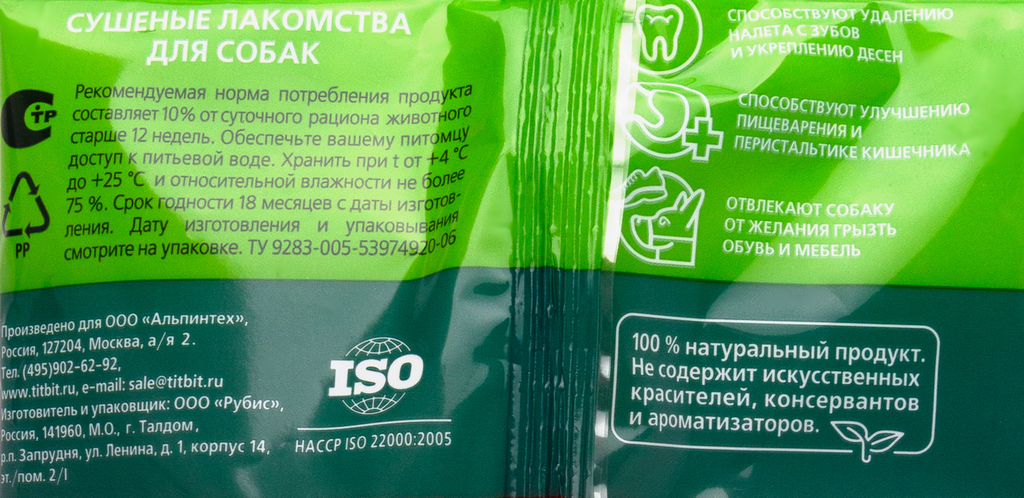 СУШЕНЫЕ ЛАКОМСТВА
ДЛЯ СОБАК
Рекомендуемая норма потребления продукта
составляет 10% от суточного рациона животного
старше 12 недель. Обеспечьте вашему питомцу
доступ к питьевой воде. Хранить при t от +4 °C
до +25 °C и относительной влажности не более
75 %. Срок годности 18 месяцев с даты изготов-
ления. Дату изготовления и упаковывания
смотрите на упаковке. ТУ 9283-005-53974920-06
СТР
PP
Произведено для ООО «Альпинтех»,
Россия, 127204, Москва, а/я 2.
Тел. (495)902-62-92,
www.titbit.ru, e-mail: sale@titbit.ru
Изготовитель и упаковщик: ООО «Рубис»,
Россия, 141960, М.О., г. Талдом,
р.п. Запрудня, ул. Ленина, д. 1, корпус 14,
эт./пом. 2/I
ISO
HACCP ISO 22000:2005
СПОСОБСТВУЮТ УДАЛЕНИЮ
НАЛЕТА С ЗУБОВ
И УКРЕПЛЕНИЮ ДЕСЕН
СПОСОБСТВУЮТ УЛУЧШЕНИЮ
ПИЩЕВАРЕНИЯ И
ПЕРИСТАЛЬТИКЕ КИШЕЧНИКА
ОТВЛЕКАЮТ СОБАКУ
ОТ ЖЕЛАНИЯ ГРЫЗТЬ
ОБУВЬ И МЕБЕЛЬ
100 % натуральный продукт.
Не содержит искусственных
красителей, консервантов
и ароматизаторов.